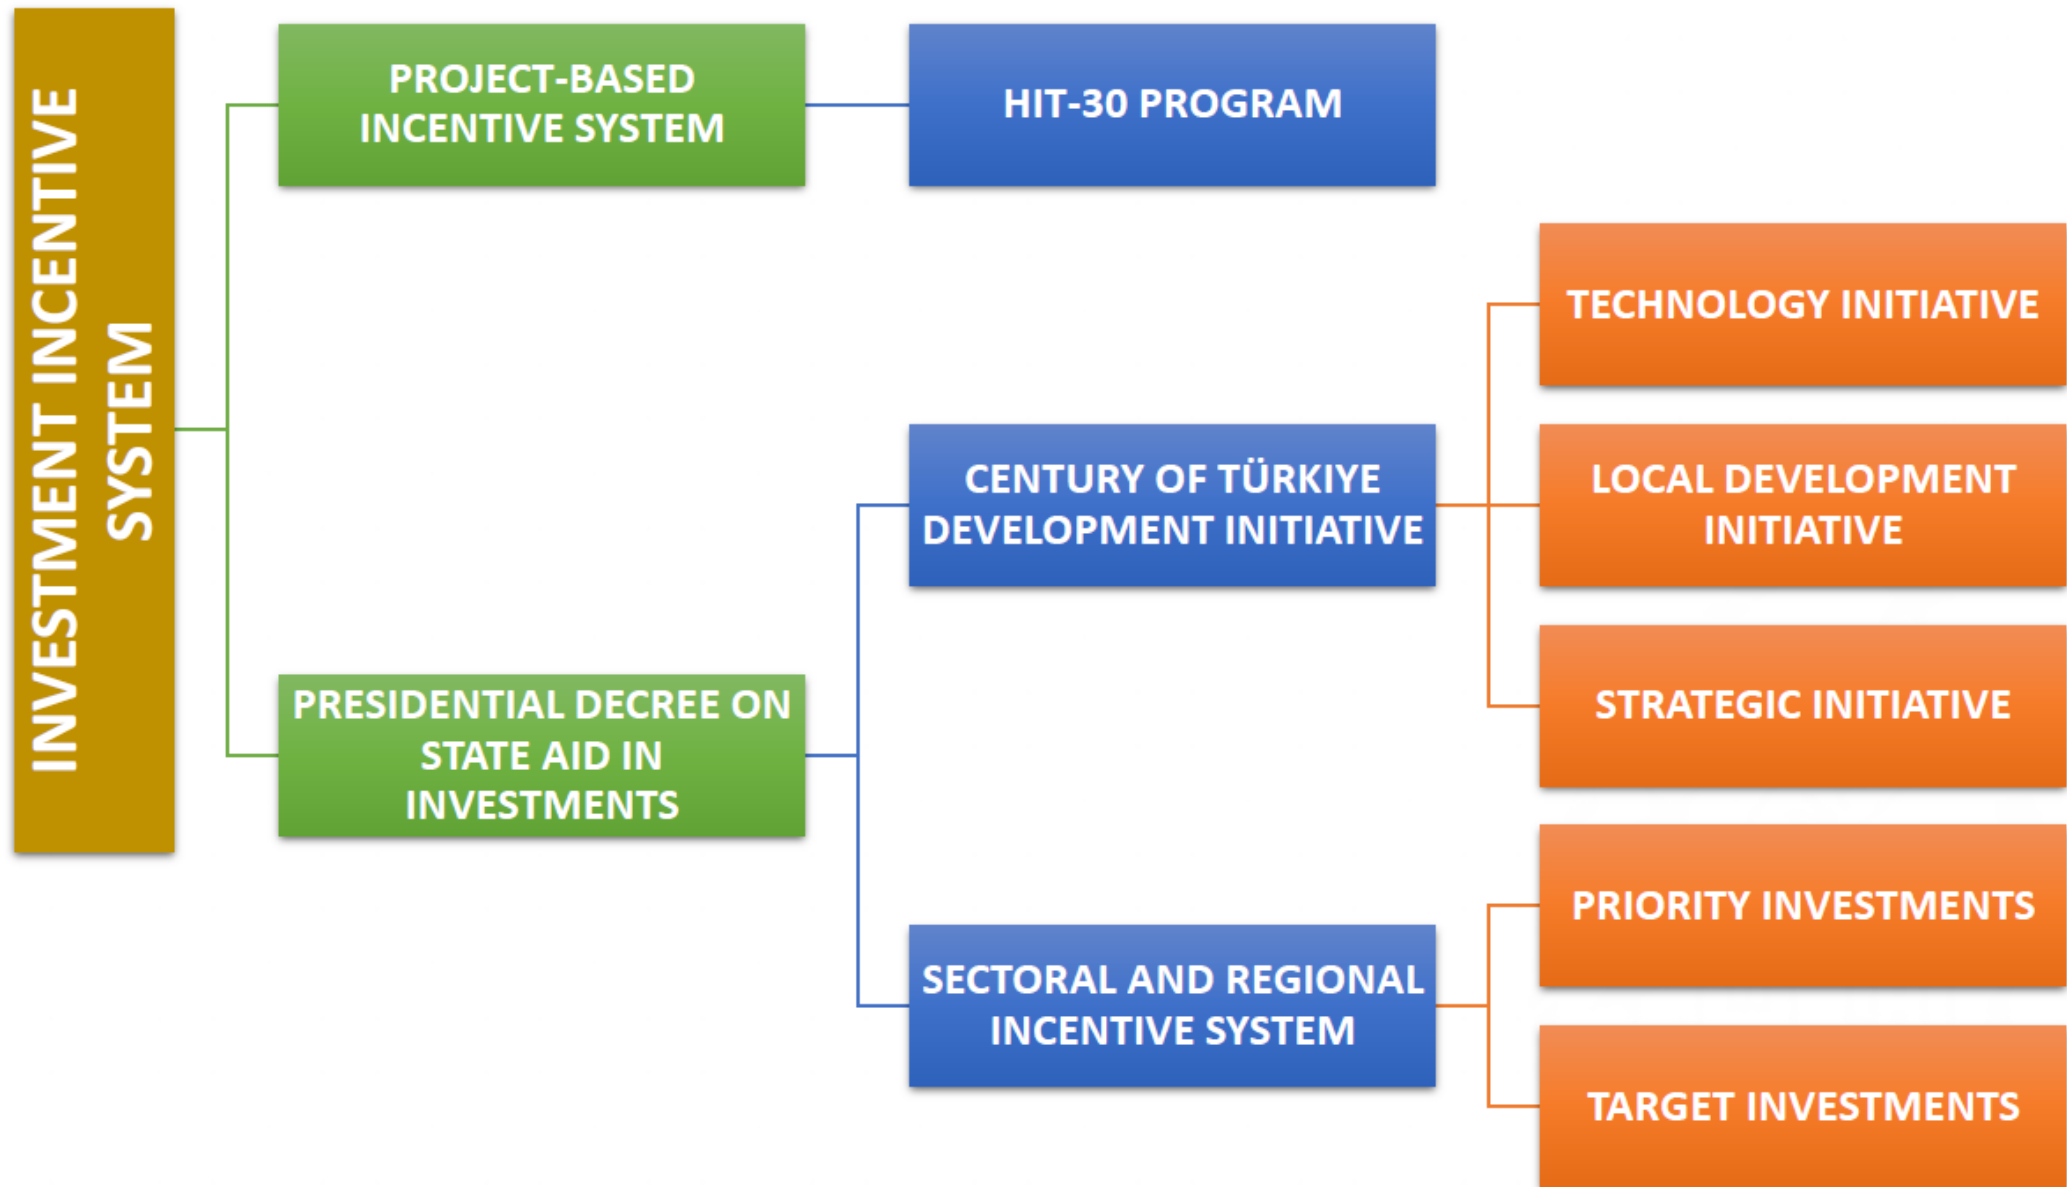 INVESTMENT INCENTIVE
SYSTEM
PROJECT-BASED
INCENTIVE SYSTEM
HIT-30 PROGRAM
PRESIDENTIAL DECREE ON
STATE AID IN
INVESTMENTS
CENTURY OF TÜRKIYE
DEVELOPMENT INITIATIVE
TECHNOLOGY INITIATIVE
LOCAL DEVELOPMENT
INITIATIVE
STRATEGIC INITIATIVE
SECTORAL AND REGIONAL
INCENTIVE SYSTEM
PRIORITY INVESTMENTS
TARGET INVESTMENTS